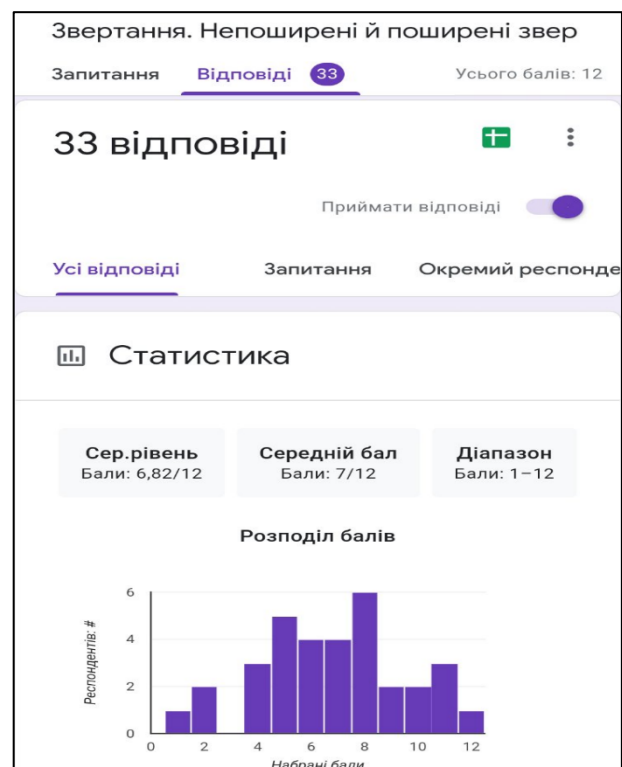 Звертання. Непоширені й поширені звер
Запитання Відповіді 33 Усього балів: 12
33 відповіді
Приймати відповіді
Усі відповіді Запитання Окремий респонде
Статистика
Сер.рівень Середній бал Діапазон
Бали: 6,82/12 Бали: 7/12 Бали: 1–12
Розподіл балів
Респондентів: #
6
4
2
0
0 2 4 6 8 10 12
Набрані бали